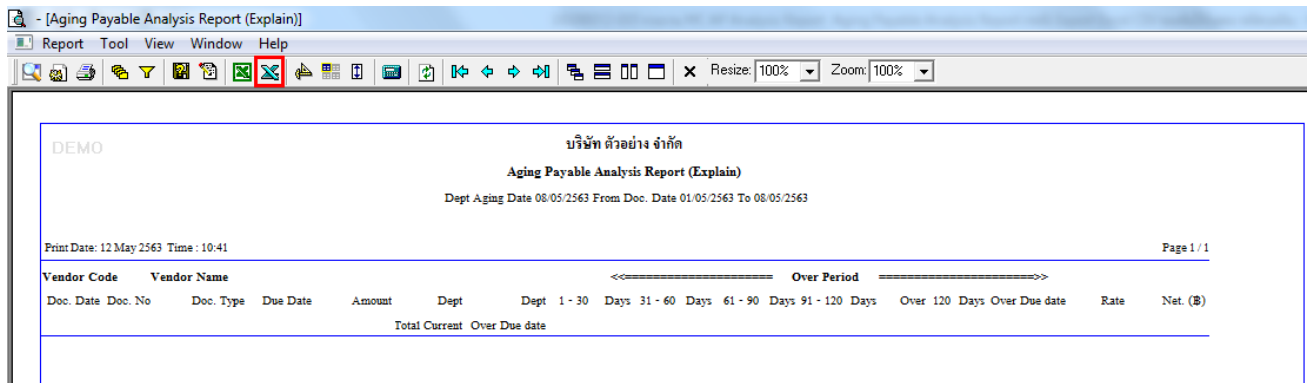 - [Aging Payable Analysis Report (Explain)]
Report Tool View Window Help
Resize: 100% Zoom: 100%
DEMO
บริษัท ตัวอย่าง จำกัด
Aging Payable Analysis Report (Explain)
Dept Aging Date 08/05/2563 From Doc. Date 01/05/2563 To 08/05/2563
Print Date: 12 May 2563 Time : 10:41 Page 1 / 1
Vendor Code Vendor Name <<====================== Over Period =======================>>
Doc. Date Doc. No Doc. Type Due Date Amount Dept Dept 1 - 30 Days 31 - 60 Days 61 - 90 Days 91 - 120 Days Over 120 Days Over Due date Rate Net. (฿)
Total Current Over Due date